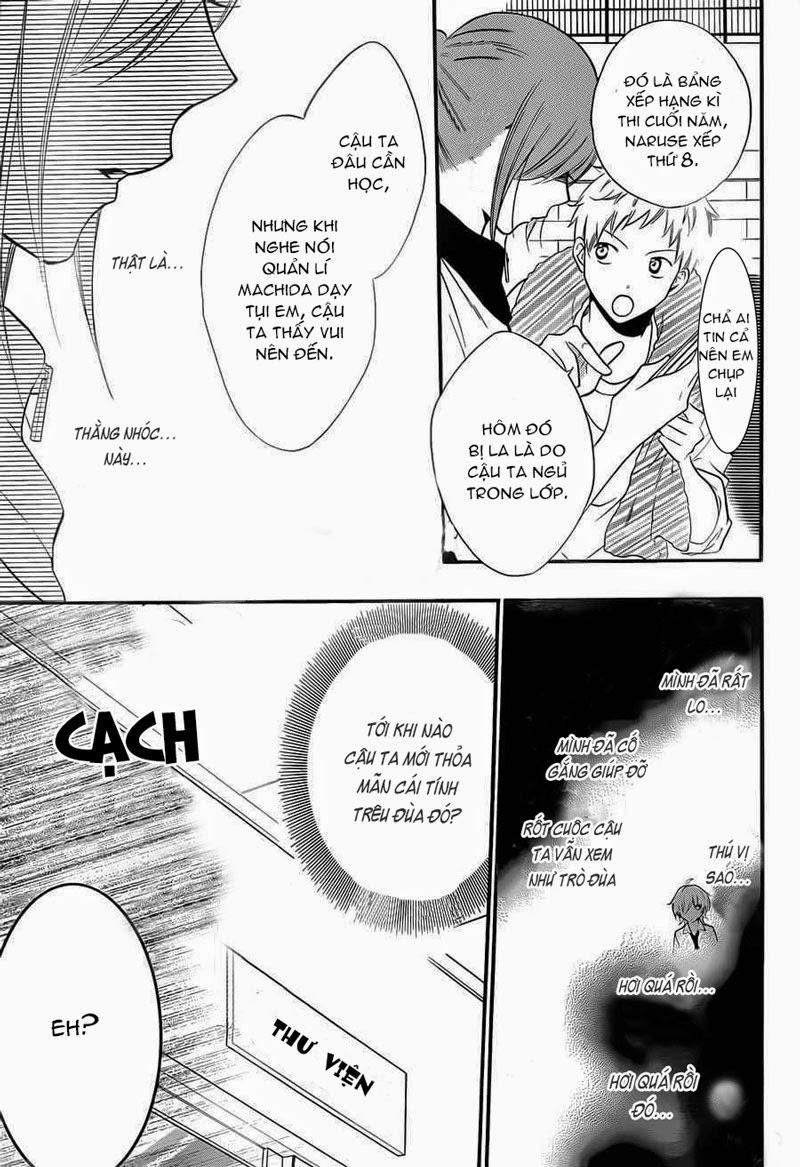 ĐÓ LÀ BẢNG
XẾP HẠNG KÌ
THI CUỐI NĂM,
NARUSE XẾP
THỨ 8.
CHẢ AI
TIN CẢ
NÊN EM
CHỤP
LẠI
HÔM ĐÓ
BỊ LA LÀ DO
CẬU TA NGỦ
TRONG LỚP.
CẬU TA
ĐÂU CẦN
HỌC,
NHƯNG KHI
NGHE NÓI
QUẢN LÍ
MACHIDA DẠY
TỤI EM, CẬU
TA THẤY VUI
NÊN ĐẾN.
THẬT LÀ...
THẰNG NHÓC...
NÀY...
MÌNH ĐÃ RẤT
LO...
MÌNH ĐÃ CỐ
GẮNG GIÚP ĐỠ
RỐT CUỘC CẬU
TA VẪN XEM
NHƯ TRÒ ĐÙA
THÚ VỊ
SAO...
HƠI QUÁ RỒI...
HƠI QUÁ RỒI
ĐÓ...
TỚI KHI NÀO
CẬU TA MỚI THỎA
MÃN CÁI TÍNH
TRÊU ĐÙA ĐÓ?
CẠCH
THƯ VIỆN
EH?